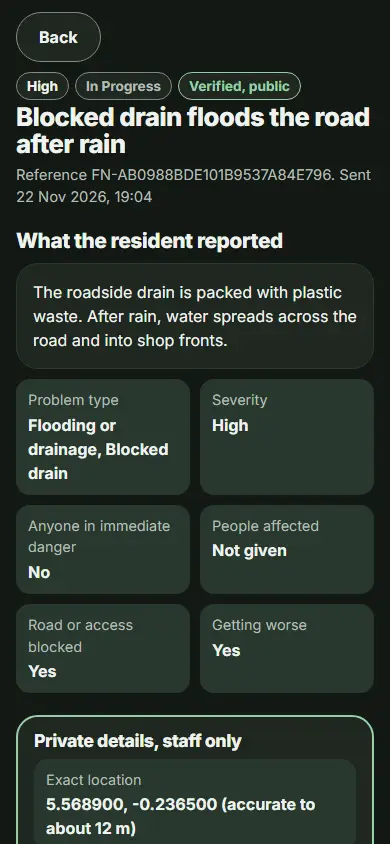 Back
High
In Progress
Verified, public
Blocked drain floods the road
after rain
Reference FN-AB0988BDE101B9537A84E796. Sent
22 Nov 2026, 19:04
What the resident reported
The roadside drain is packed with plastic
waste. After rain, water spreads across the
road and into shop fronts.
Problem type
Flooding or
drainage, Blocked
drain
Severity
High
Anyone in immediate
danger
No
People affected
Not given
Road or access
blocked
Yes
Getting worse
Yes
Private details, staff only
Exact location
5.568900, -0.236500 (accurate to
about 12 m)